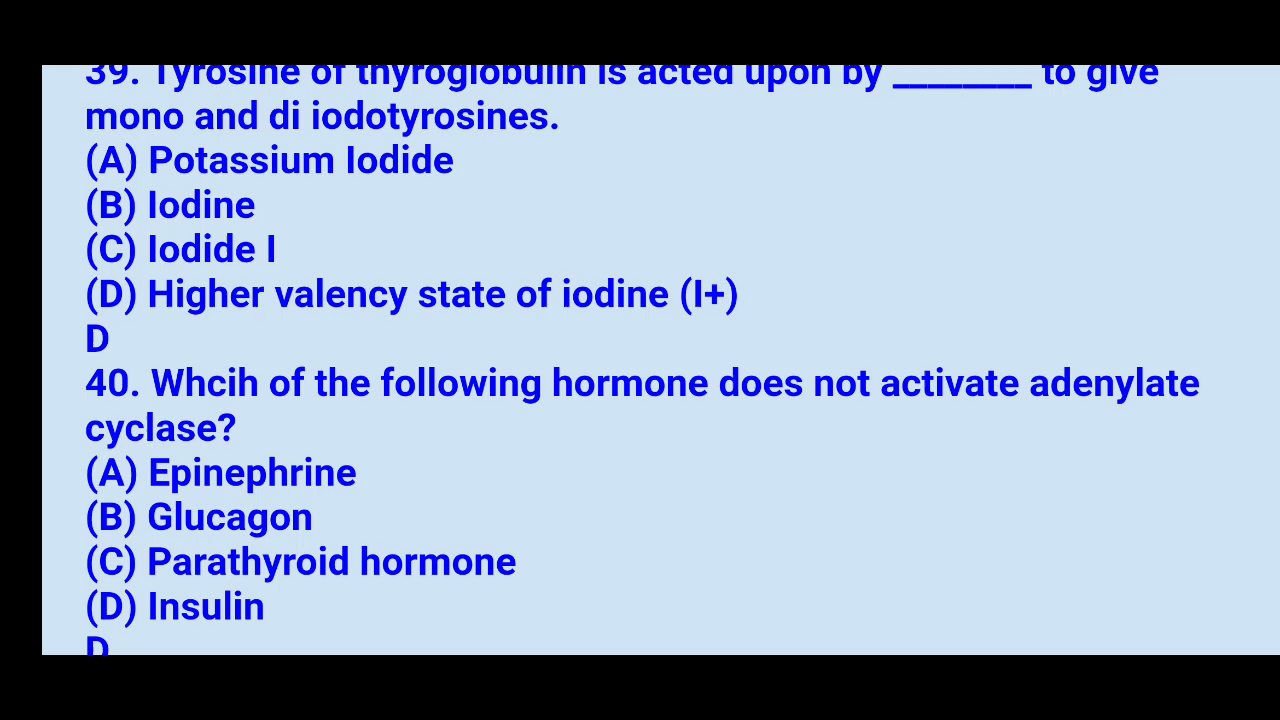 39. Tyrosine of thyroglobulin is acted upon by ________ to give
mono and di iodotyrosines.
(A) Potassium Iodide
(B) Iodine
(C) Iodide I
(D) Higher valency state of iodine (I+)
D
40. Whcih of the following hormone does not activate adenylate
cyclase?
(A) Epinephrine
(B) Glucagon
(C) Parathyroid hormone
(D) Insulin
D